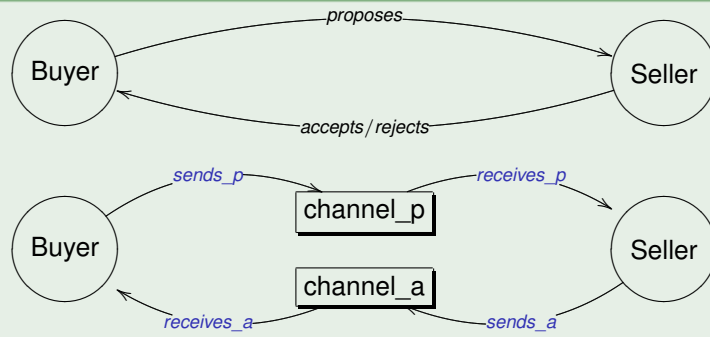 proposes
Buyer
Seller
accepts/rejects
sends_p
receives_p
channel_p
Buyer
Seller
channel_a
receives_a
sends_a